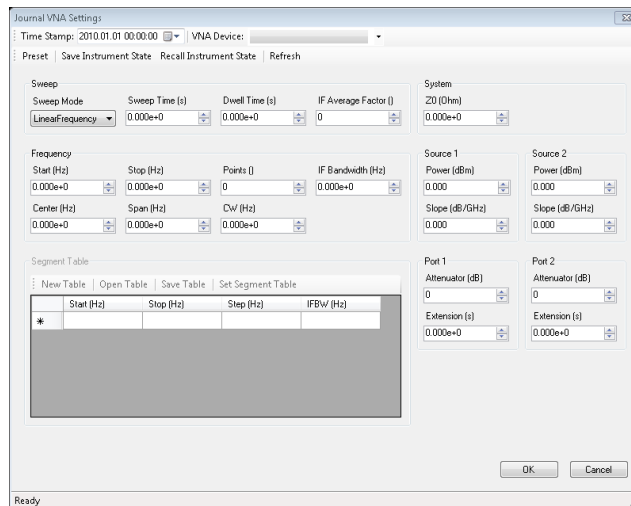 Journal VNA Settings
Time Stamp: 2010.01.01 00:00:00 VNA Device:
Preset Save Instrument State Recall Instrument State Refresh
Sweep
Sweep Mode Sweep Time (s) Dwell Time (s) IF Average Factor ()
LinearFrequency 0.000e+0 0.000e+0 0
System
Z0 (Ohm)
0.000e+0
Frequency
Start (Hz) Stop (Hz) Points () IF Bandwidth (Hz)
0.000e+0 0.000e+0 0 0.000e+0
Center (Hz) Span (Hz) CW (Hz)
0.000e+0 0.000e+0 0.000e+0
Source 1
Power (dBm)
0.000
Slope (dB/GHz)
0.000
Source 2
Power (dBm)
0.000
Slope (dB/GHz)
0.000
Segment Table
New Table Open Table Save Table Set Segment Table
Start (Hz) Stop (Hz) Step (Hz) IFBW (Hz)
*
Port 1
Attenuator (dB)
0
Extension (s)
0.000e+0
Port 2
Attenuator (dB)
0
Extension (s)
0.000e+0
OK Cancel
Ready